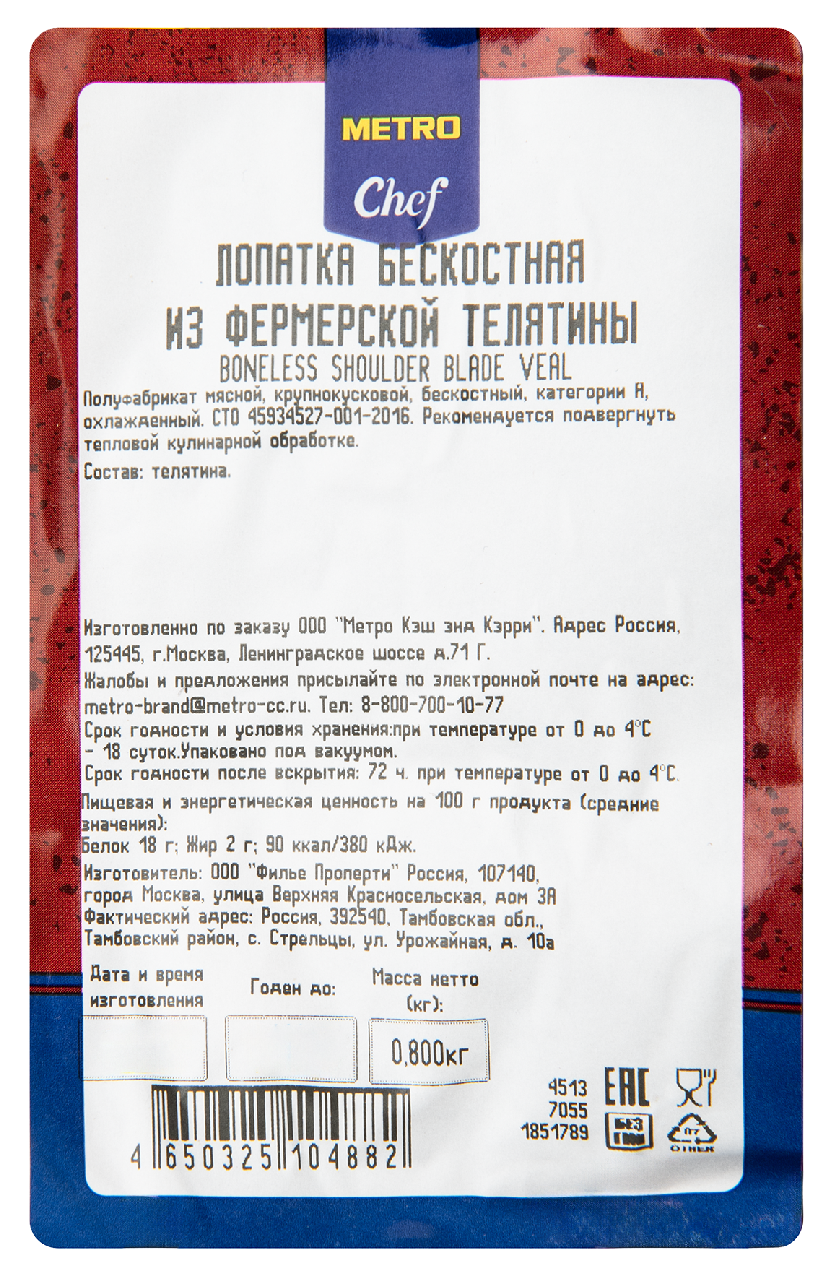 METRO
Chef
ЛОПАТКА БЕСКОСТНАЯ
ИЗ ФЕРМЕРСКОЙ ТЕЛЯТИНЫ
BONELESS SHOULDER BLADE VEAL
Полуфабрикат мясной, крупнокусковой, бескостный, категории А,
охлажденный. СТО 45934527-001-2016. Рекомендуется подвергнуть
тепловой кулинарной обработке.
Состав: телятина.
Изготовленно по заказу ООО "Метро Кэш энд Кэрри". Адрес Россия,
125445, г.Москва, Ленинградское шоссе д.71 Г.
Жалобы и предложения присылайте по электронной почте на адрес:
metro-brand@metro-cc.ru. Тел: 8-800-700-10-77
Срок годности и условия хранения:при температуре от 0 до 4°С
- 18 суток.Упаковано под вакуумом.
Срок годности после вскрытия: 72 ч. при температуре от 0 до 4°С.
Пищевая и энергетическая ценность на 100 г продукта (средние
значения):
белок 18 г; Жир 2 г; 90 ккал/380 кДж.
Изготовитель: ООО "Филье Проперти" Россия, 107140,
город Москва, улица Верхняя Красносельская, дом 3А
Фактический адрес: Россия, 392540, Тамбовская обл.,
Тамбовский район, с. Стрельцы, ул. Урожайная, д. 10а
Дата и время
изготовления
Годен до:
Масса нетто
(кг):
0,800кг
4513
7055
1851789
EAC
БЕЗ
ГМО
07
OTHER
4 650325 104882